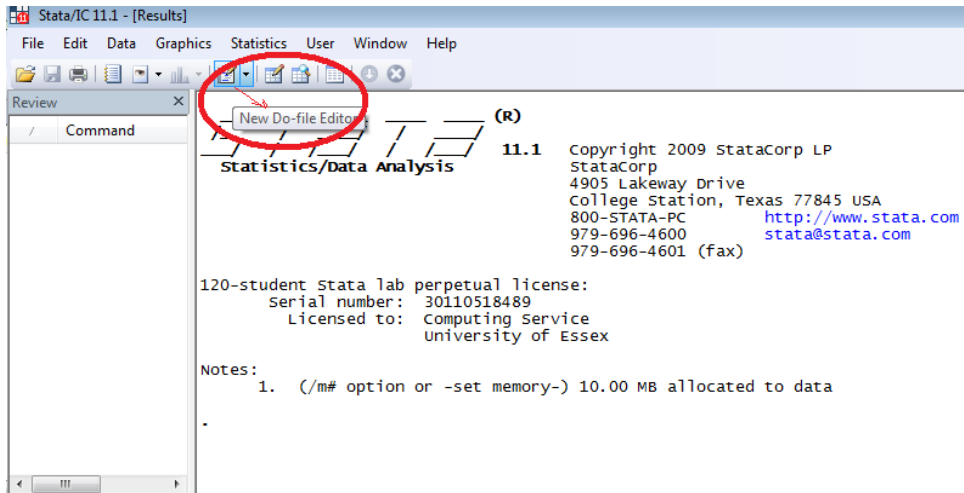 Stata/IC 11.1 - [Results]
File Edit Data Graphics Statistics User Window Help
Review
/ Command
New Do-file Editor
(R)
11.1 Copyright 2009 StataCorp LP
Statistics/Data Analysis StataCorp
4905 Lakeway Drive
College Station, Texas 77845 USA
800-STATA-PC http://www.stata.com
979-696-4600 stata@stata.com
979-696-4601 (fax)
120-student Stata lab perpetual license:
Serial number: 30110518489
Licensed to: Computing Service
University of Essex
Notes:
1. (/m# option or -set memory-) 10.00 MB allocated to data
.